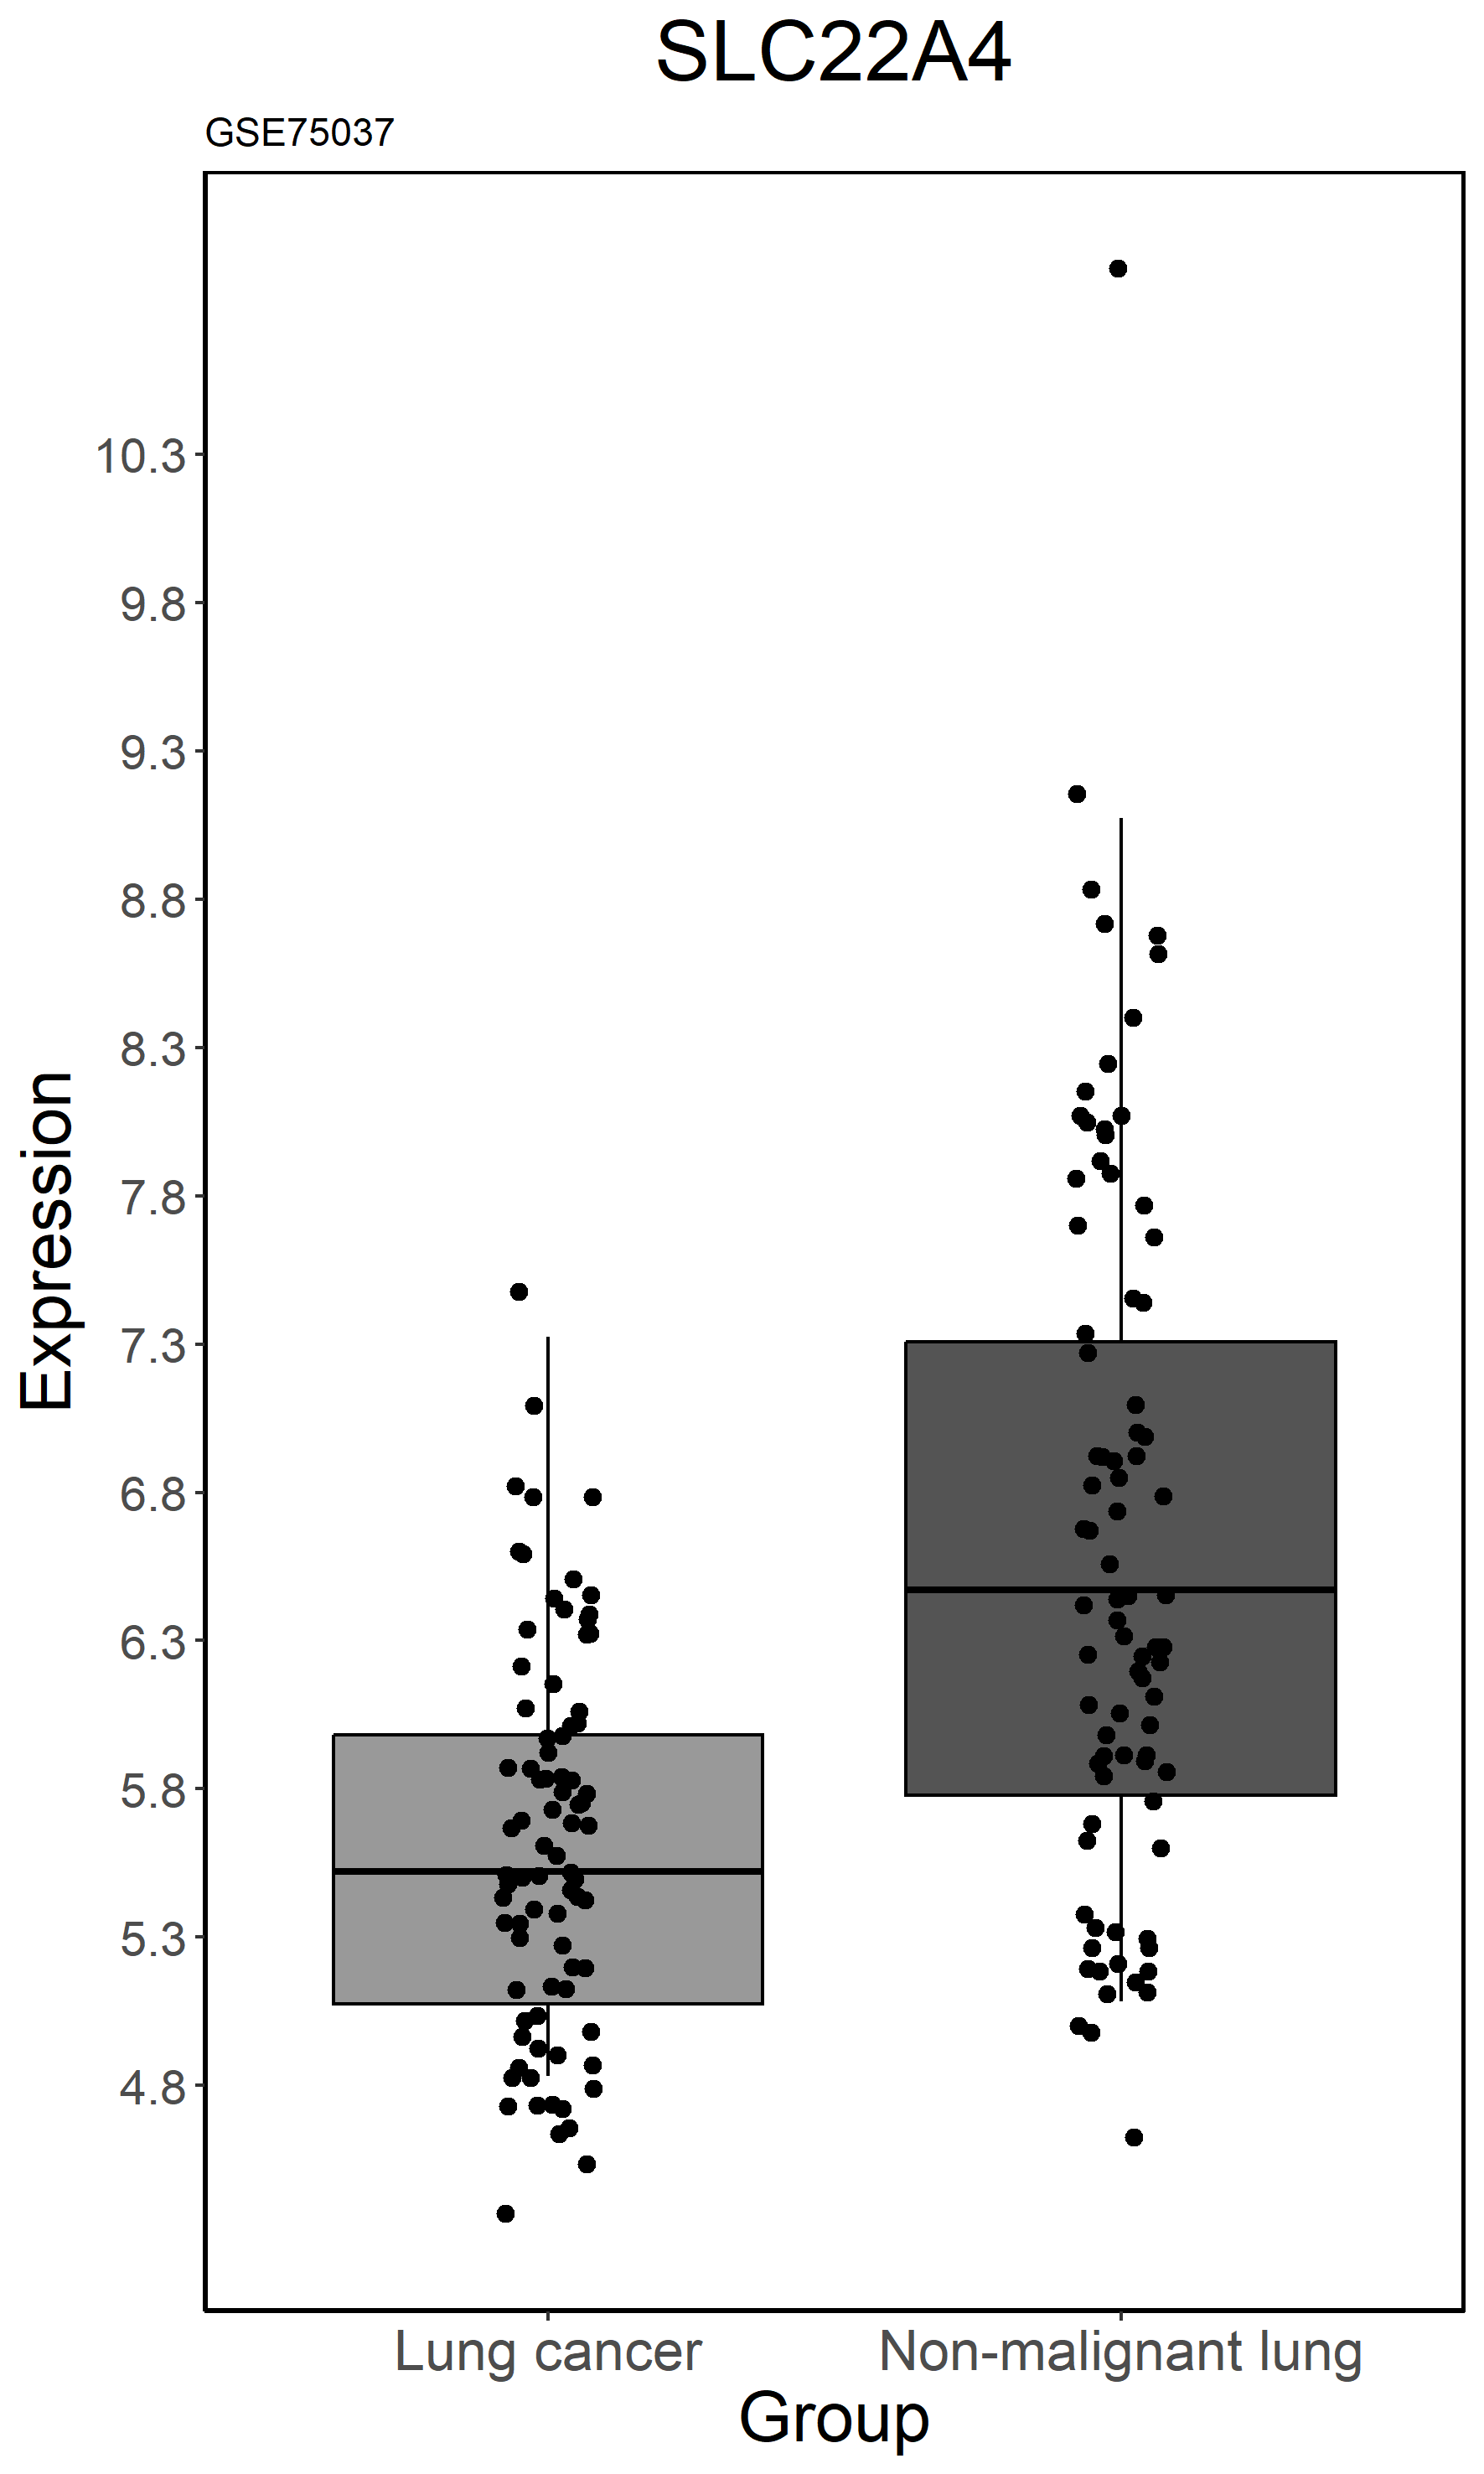 SLC22A4
GSE75037
10.3
9.8
9.3
8.8
8.3
7.8
7.3
6.8
6.3
5.8
5.3
4.8
Expression
Lung cancer
Non-malignant lung
Group